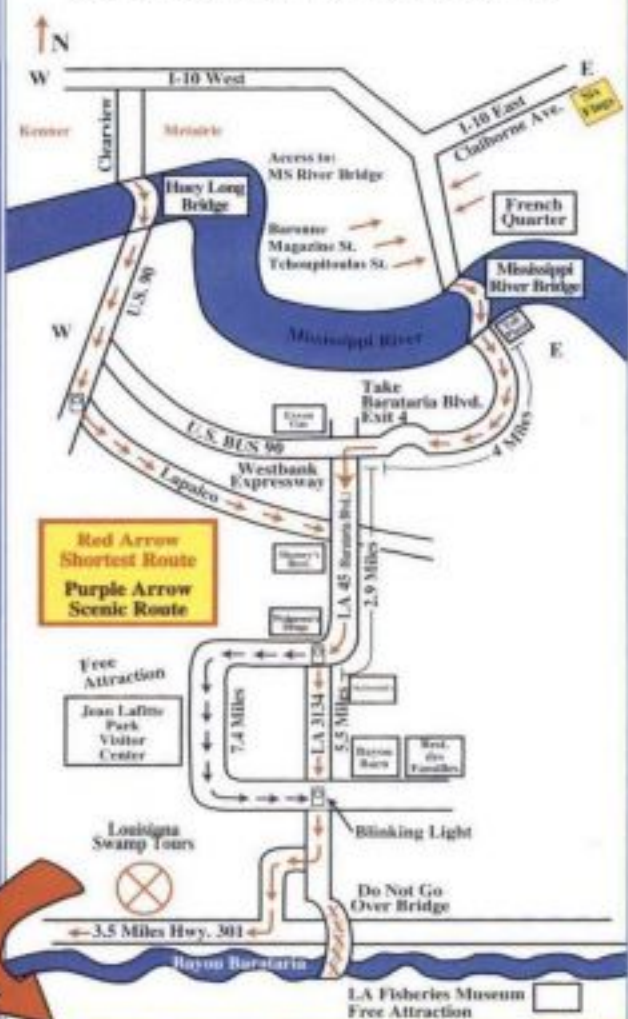 N
W
I-10 West
E
I-10 East
Claiborne Ave.
Six
Flags
Kenner
Clearview
Metairie
Access to:
MS River Bridge
Huey Long
Bridge
French
Quarter
Baronne
Magazine St.
Tchoupitoulas St.
Mississippi
River Bridge
U.S. 90
Mississippi River
W
E
Take
Barataria Blvd.
Exit 4
4 Miles
U.S. BUS. 90
Westbank
Expressway
Lapalco
LA 45 Barataria Blvd.
2.9 Miles
Red Arrow
Shortest Route
Purple Arrow
Scenic Route
Free
Attraction
Jean Lafitte
Park
Visitor
Center
7.4 Miles
LA 3134
5.5 Miles
Bayou
Barn
Rest.
des
Familles
Blinking Light
Louisiana
Swamp Tours
Do Not Go
Over Bridge
3.5 Miles Hwy. 301
Bayou Barataria
LA Fisheries Museum
Free Attraction